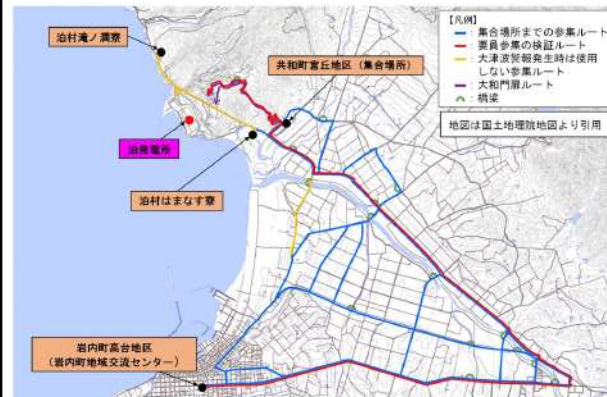 泊村滝ノ澗寮
共和町宮丘地区（集合場所）
泊発電所
泊村はまなす寮
岩内町高台地区
（岩内町地域交流センター）
【凡例】
：集合場所までの参集ルート
：要員参集の検証ルート
：大津波警報発生時は使用
しない参集ルート
：大和門扉ルート
：橋梁
地図は国土地理院地図より引用